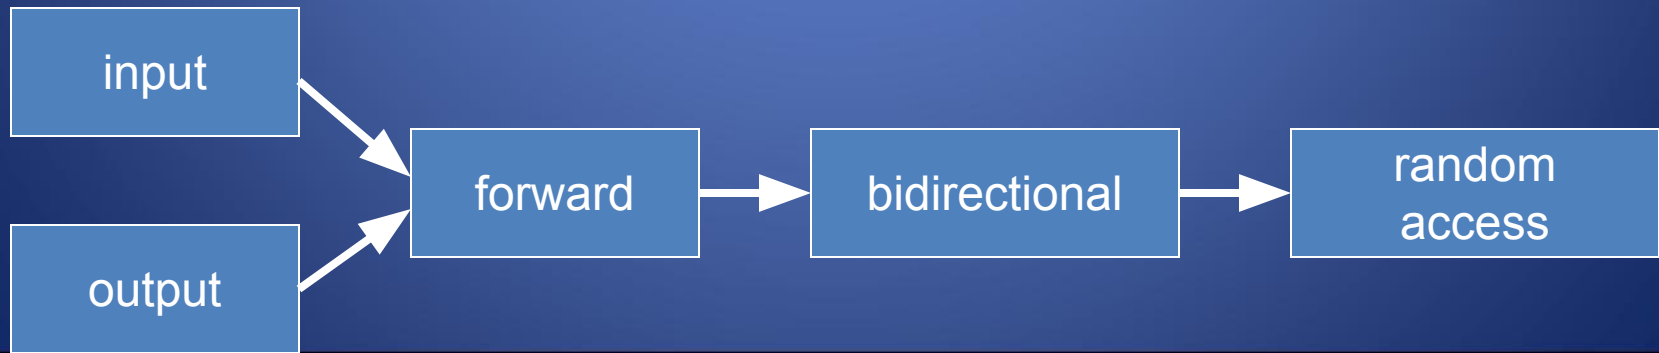 input
output
forward
bidirectional
random
access